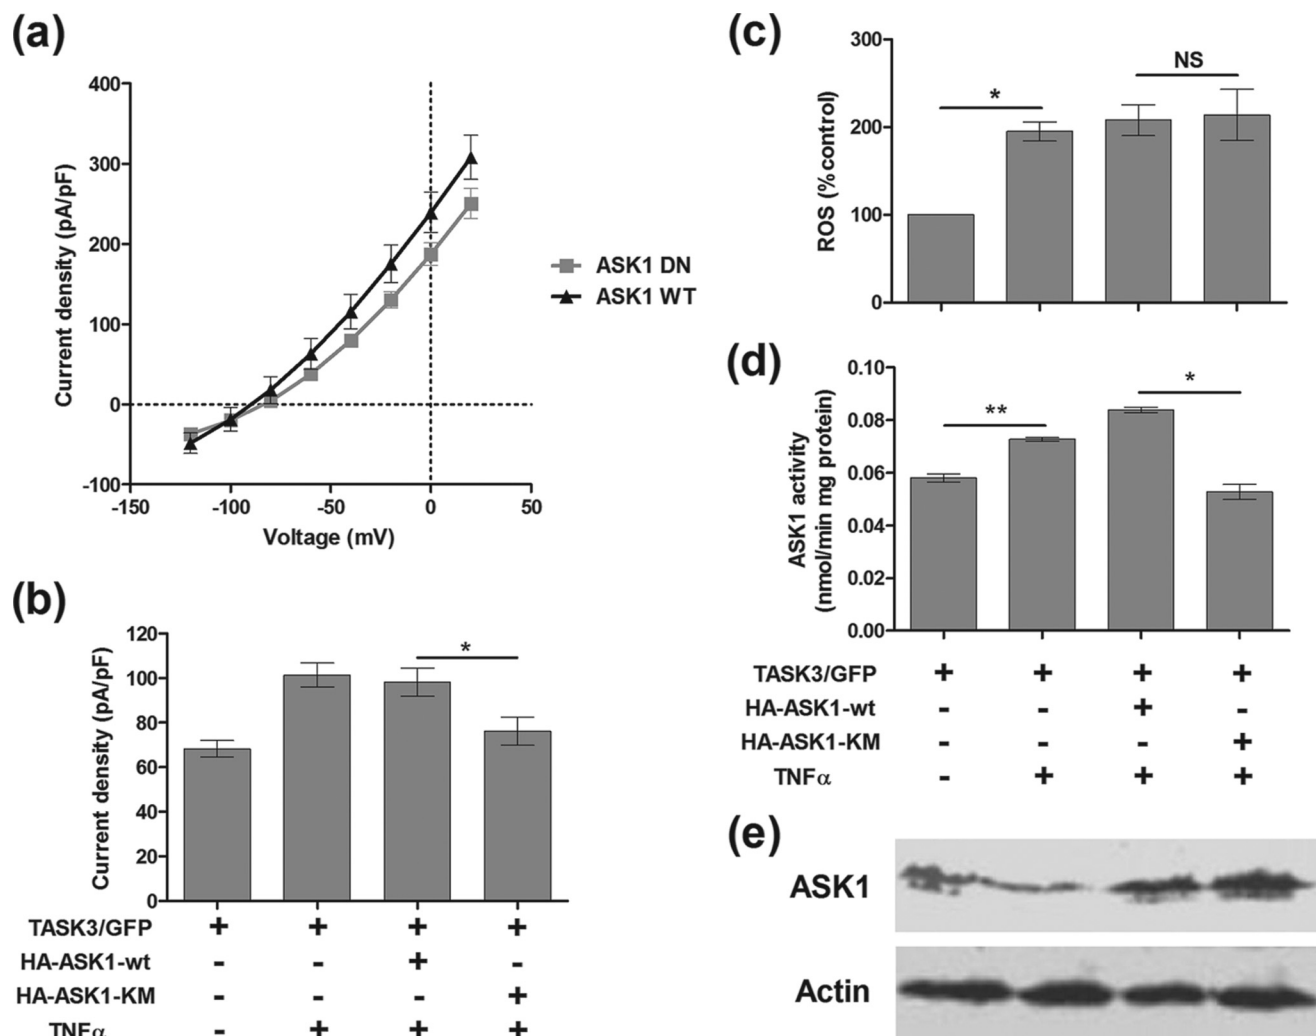 (a)
400
300
200
100
0
-100
-150 -100 -50 0 50
Current density (pA/pF)
Voltage (mV)
ASK1 DN
ASK1 WT
(b)
120
100
80
60
40
20
0
Current density (pA/pF)
*
TASK3/GFP + + + +
HA-ASK1-wt - - + -
HA-ASK1-KM - - - +
TNFα - + + +
(c)
300
200
100
0
ROS (%control)
*
NS
(d)
0.10
0.08
0.06
0.04
0.02
0.00
ASK1 activity
(nmol/min mg protein)
**
*
TASK3/GFP + + + +
HA-ASK1-wt - - + -
HA-ASK1-KM - - - +
TNFα - + + +
(e)
ASK1
Actin